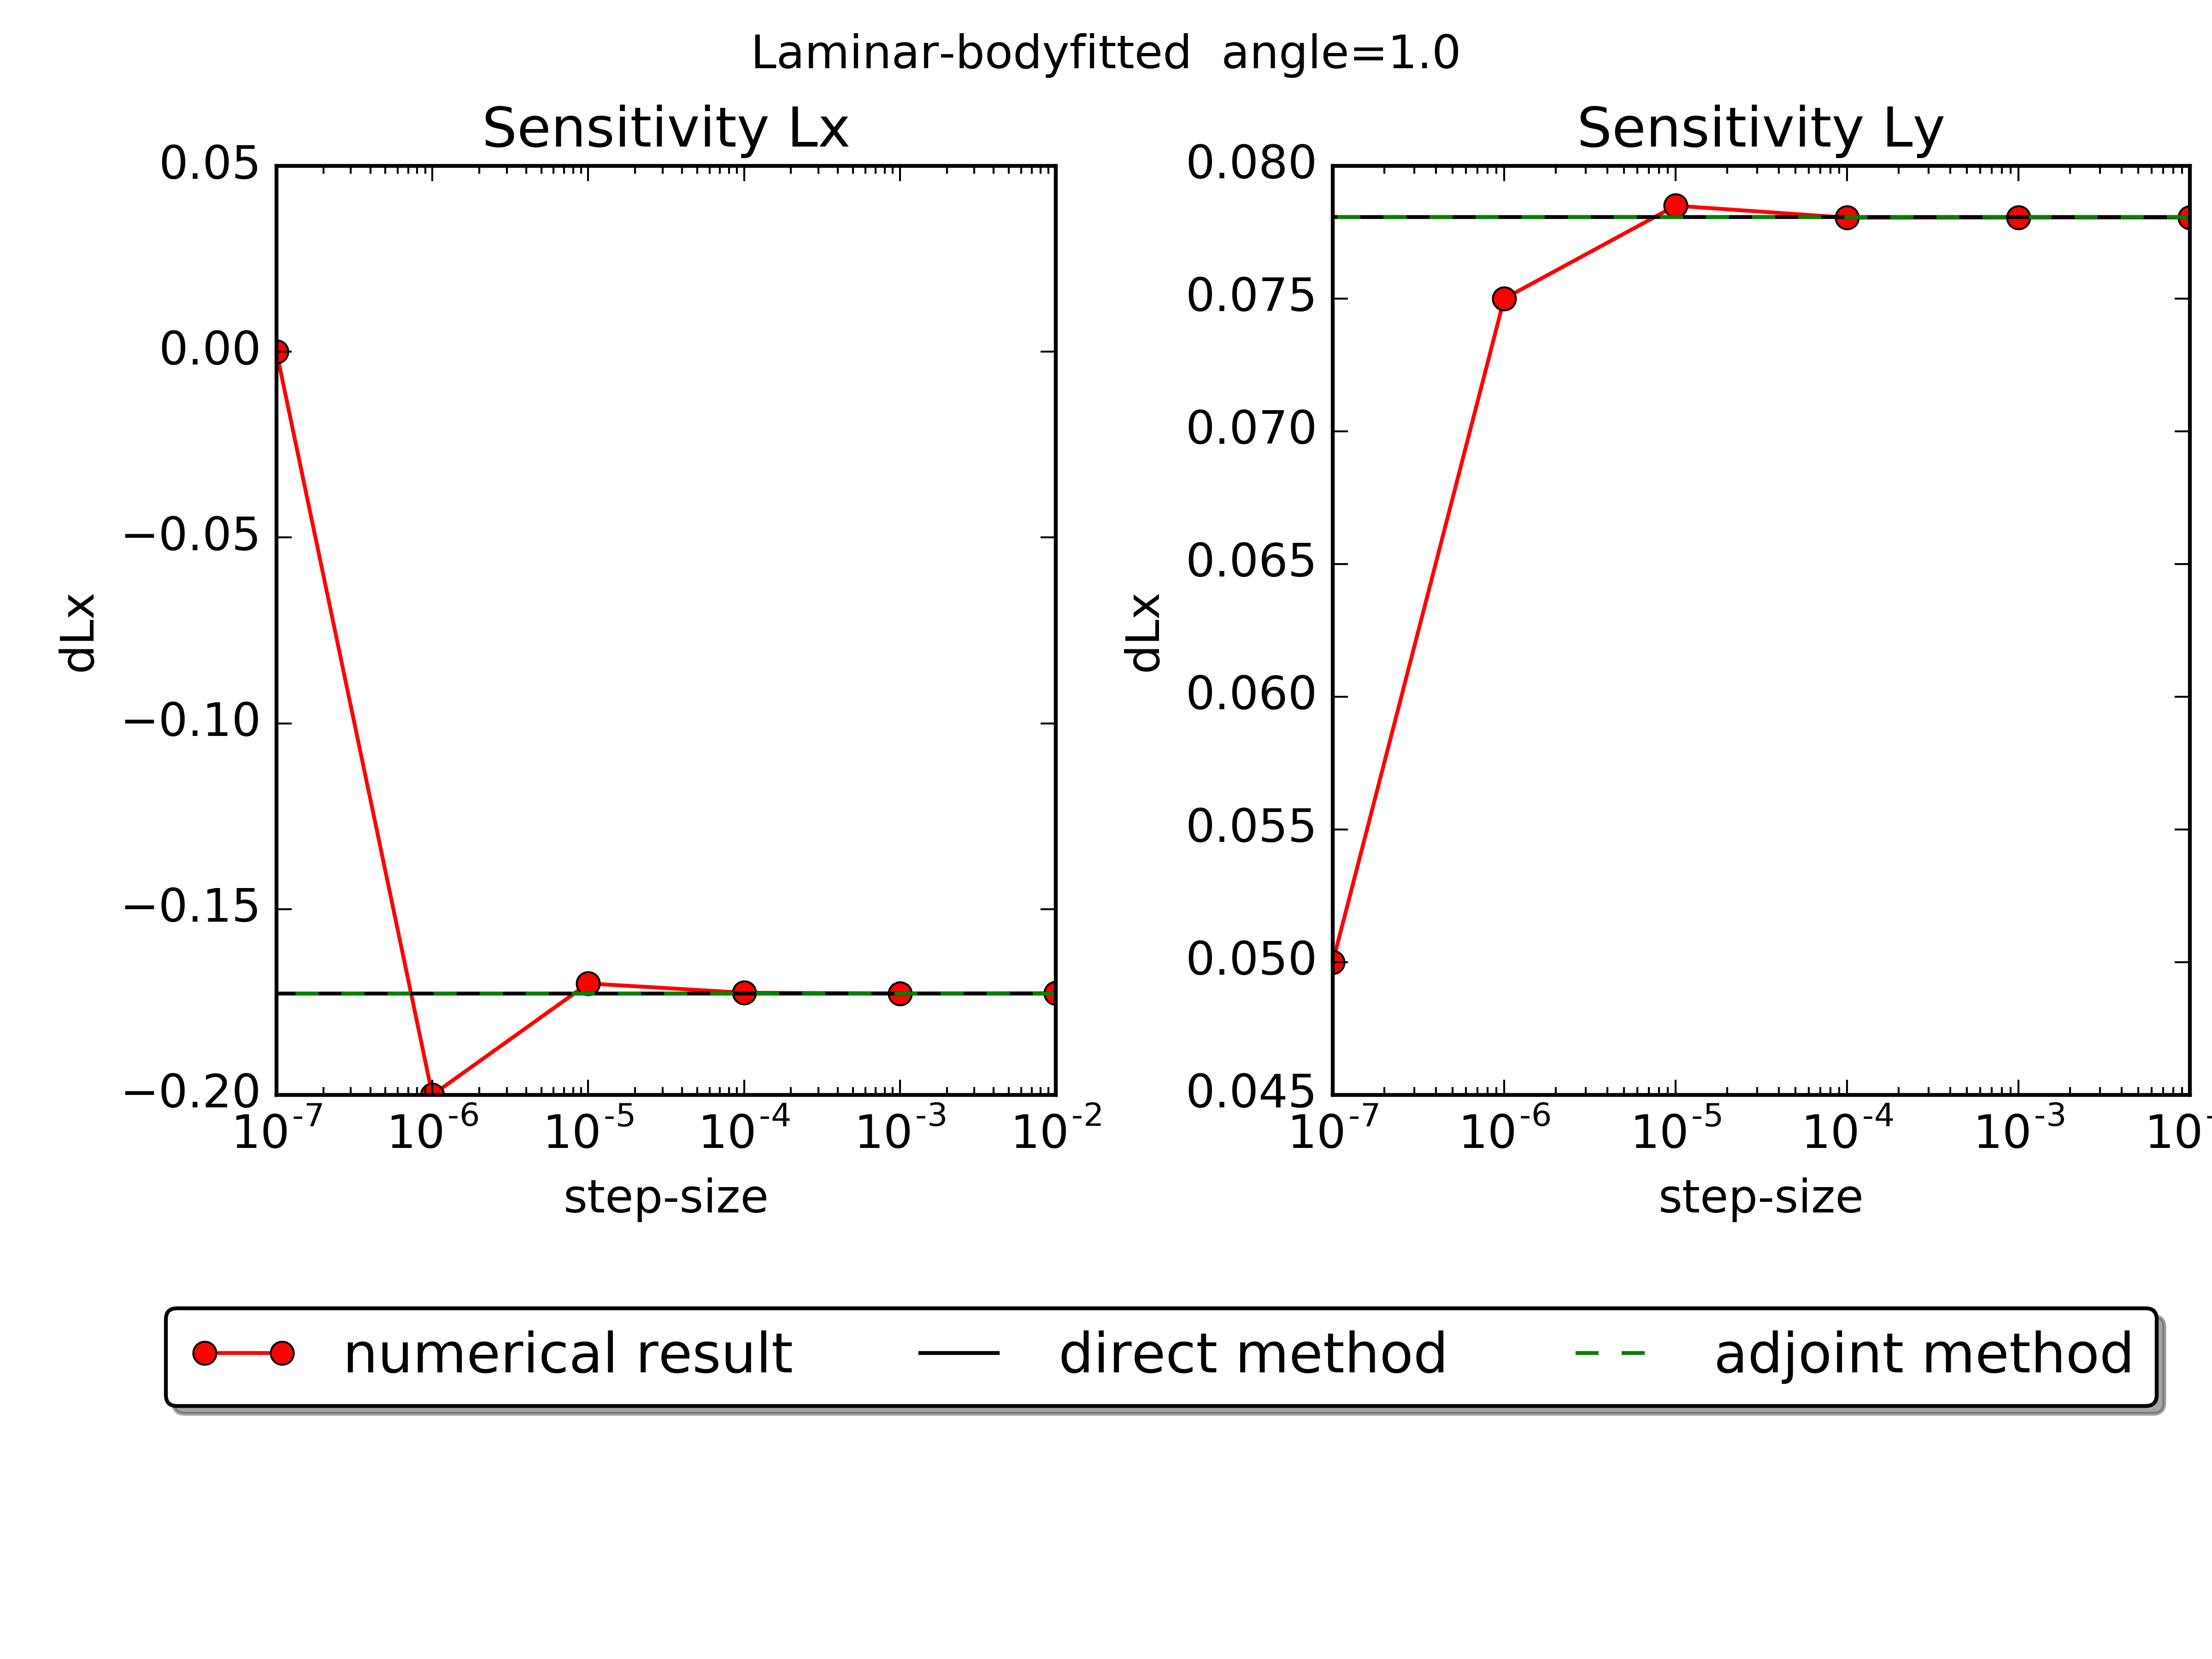 Laminar-bodyfitted angle=1.0
Sensitivity Lx
0.05
0.00
−0.05
−0.10
−0.15
−0.20
dLx
10^-7 10^-6 10^-5 10^-4 10^-3 10^-2
step-size
Sensitivity Ly
0.080
0.075
0.070
0.065
0.060
0.055
0.050
0.045
dLx
10^-7 10^-6 10^-5 10^-4 10^-3 10^-
step-size
numerical result direct method adjoint method